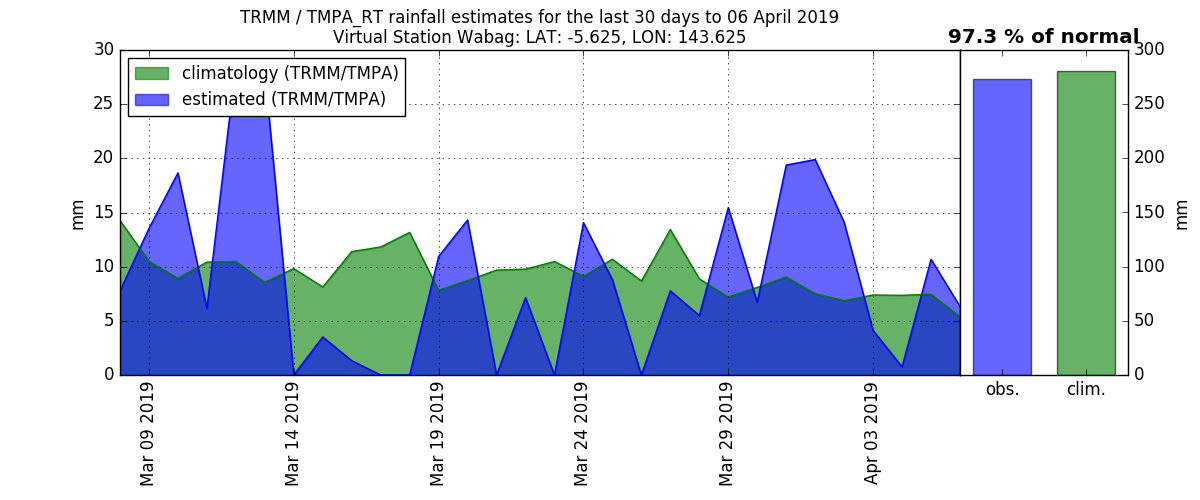 TRMM / TMPA_RT rainfall estimates for the last 30 days to 06 April 2019
Virtual Station Wabag: LAT: -5.625, LON: 143.625
97.3 % of normal
climatology (TRMM/TMPA)
estimated (TRMM/TMPA)
30
25
20
15
10
5
0
mm
Mar 09 2019
Mar 14 2019
Mar 19 2019
Mar 24 2019
Mar 29 2019
Apr 03 2019
obs.
clim.
300
250
200
150
100
50
0
mm